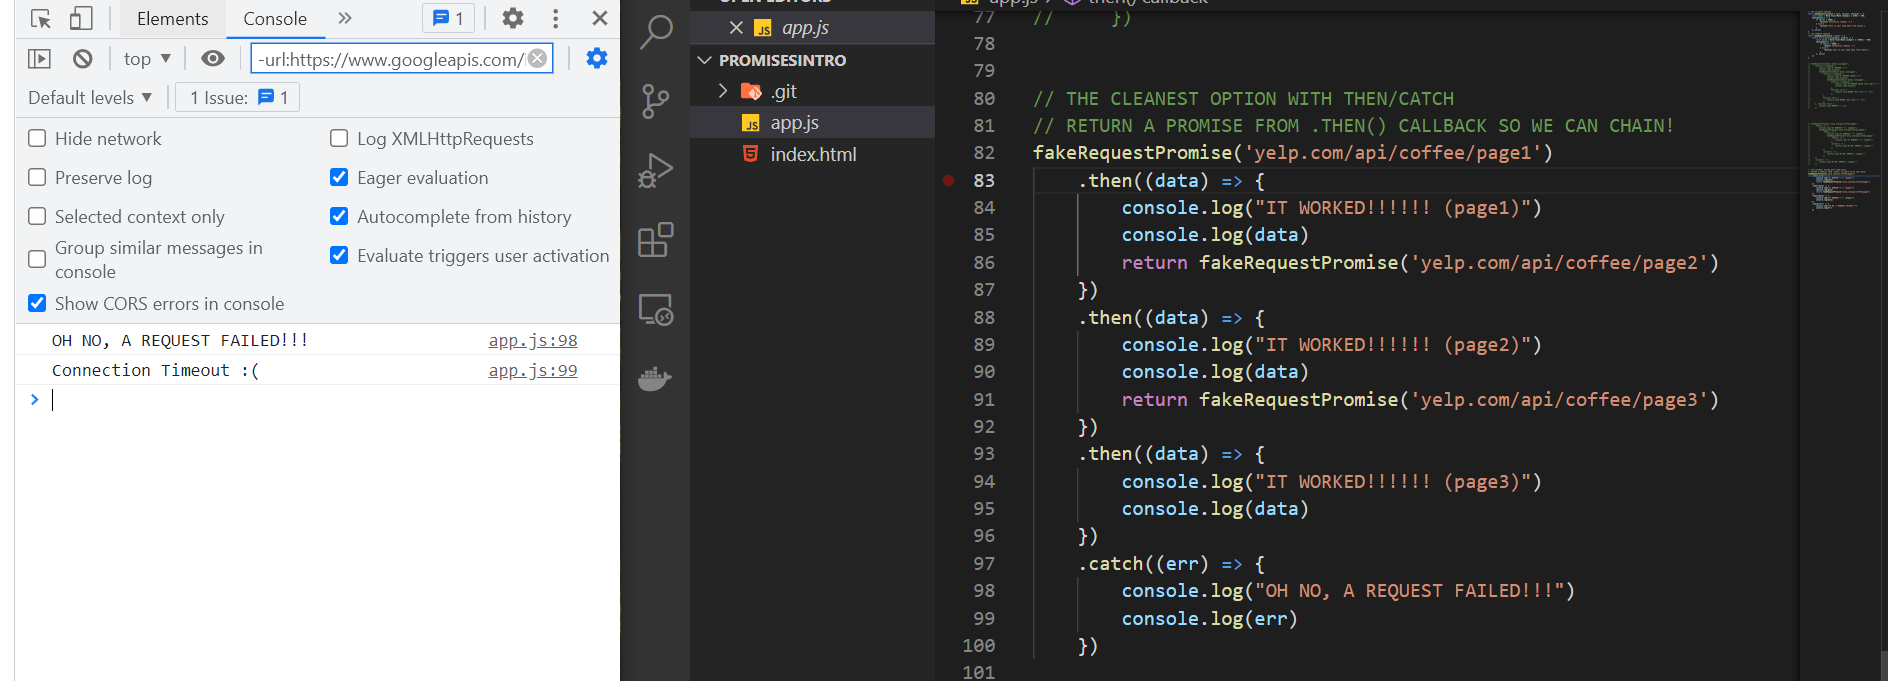 Elements
Console
1
top
-url:https://www.googleapis.com/
Default levels
1 Issue:
1
Hide network
Log XMLHttpRequests
Preserve log
Eager evaluation
Selected context only
Autocomplete from history
Group similar messages in
console
Evaluate triggers user activation
Show CORS errors in console
OH NO, A REQUEST FAILED!!! app.js:98
Connection Timeout :( app.js:99
>
JS app.js
PROMISESINTRO
.git
JS app.js
index.html
app.js
then() callback
77 // })
78
79
80 // THE CLEANEST OPTION WITH THEN/CATCH
81 // RETURN A PROMISE FROM .THEN() CALLBACK SO WE CAN CHAIN!
82 fakeRequestPromise('yelp.com/api/coffee/page1')
83 .then((data) => {
84 console.log("IT WORKED!!!!!! (page1)")
85 console.log(data)
86 return fakeRequestPromise('yelp.com/api/coffee/page2')
87 })
88 .then((data) => {
89 console.log("IT WORKED!!!!!! (page2)")
90 console.log(data)
91 return fakeRequestPromise('yelp.com/api/coffee/page3')
92 })
93 .then((data) => {
94 console.log("IT WORKED!!!!!! (page3)")
95 console.log(data)
96 })
97 .catch((err) => {
98 console.log("OH NO, A REQUEST FAILED!!!")
99 console.log(err)
100 })
101